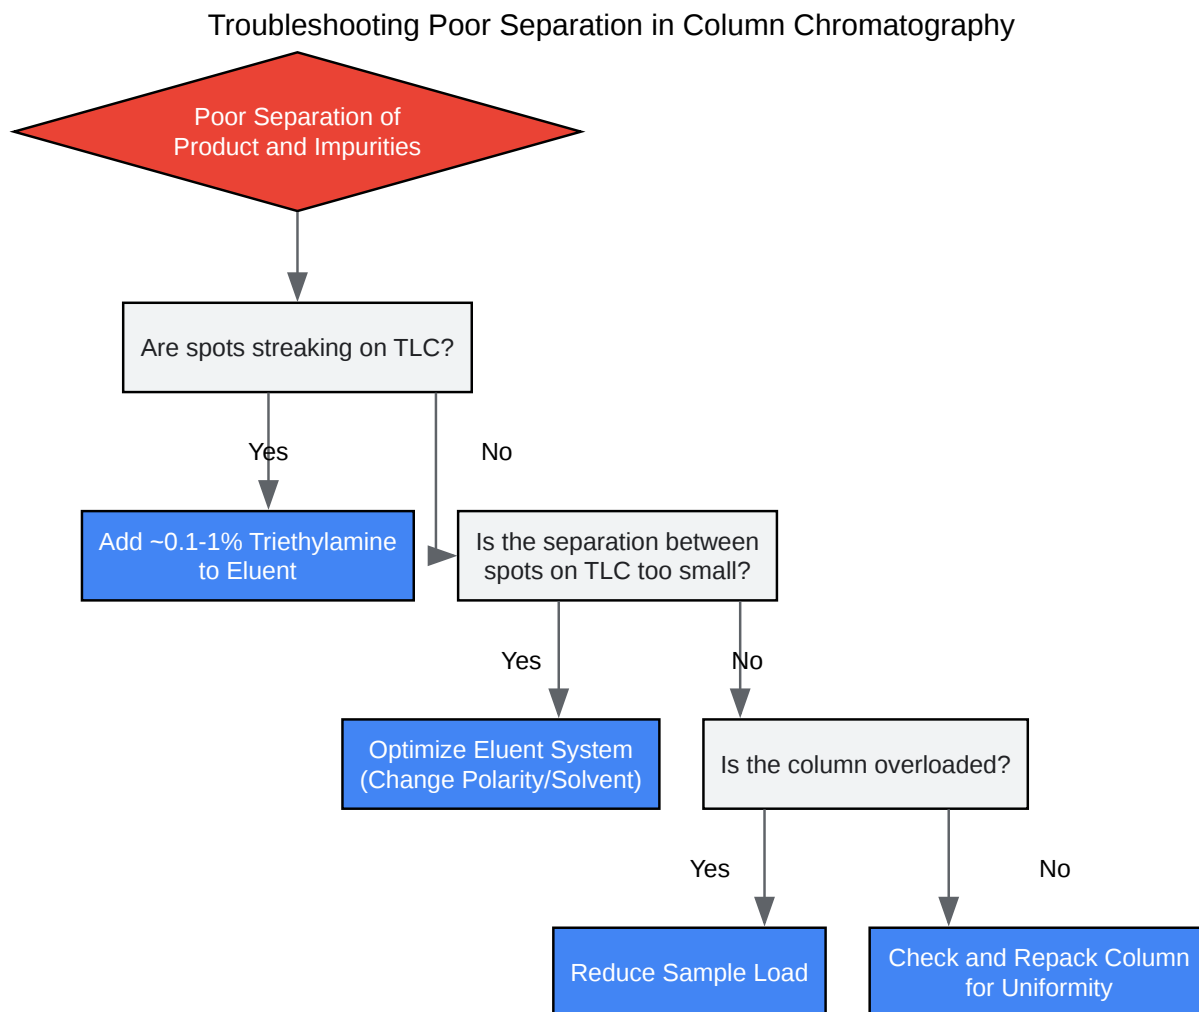 Troubleshooting Poor Separation in Column Chromatography
Poor Separation of
Product and Impurities
Are spots streaking on TLC?
Yes
No
Add ~0.1-1% Triethylamine
to Eluent
Is the separation between
spots on TLC too small?
Yes
No
Optimize Eluent System
(Change Polarity/Solvent)
Is the column overloaded?
Yes
No
Reduce Sample Load
Check and Repack Column
for Uniformity